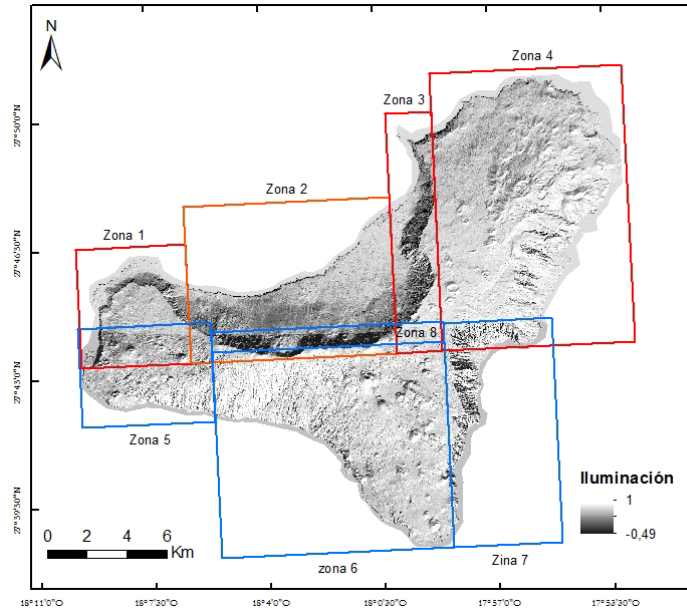 N
Zona 4
Zona 3
Zona 2
Zona 1
Zona 8
Zona 5
zona 6
Zina 7
27°50'0"N
27°46'30"N
27°43'0"N
27°39'30"N
Iluminación
1
-0,49
0 2 4 6
Km
18°11'0"O 18°7'30"O 18°4'0"O 18°0'30"O 17°57'0"O 17°53'30"O